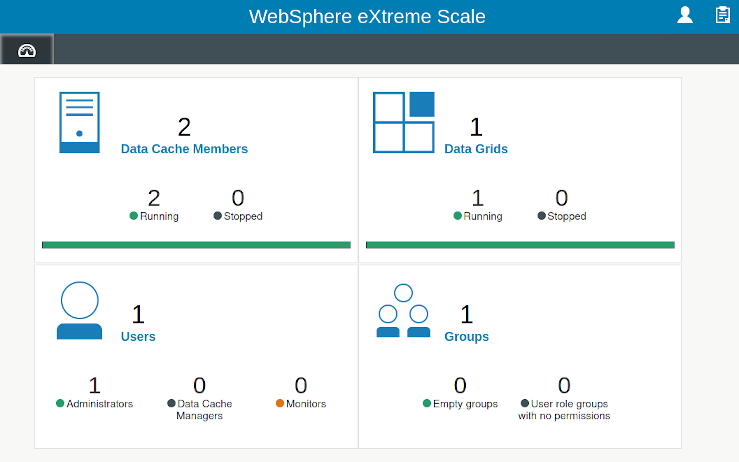 WebSphere eXtreme Scale
2
Data Cache Members
2
0
Running
Stopped
1
Data Grids
1
0
Running
Stopped
1
Users
1
0
0
Administrators
Data Cache
Managers
Monitors
1
Groups
0
0
Empty groups
User role groups
with no permissions